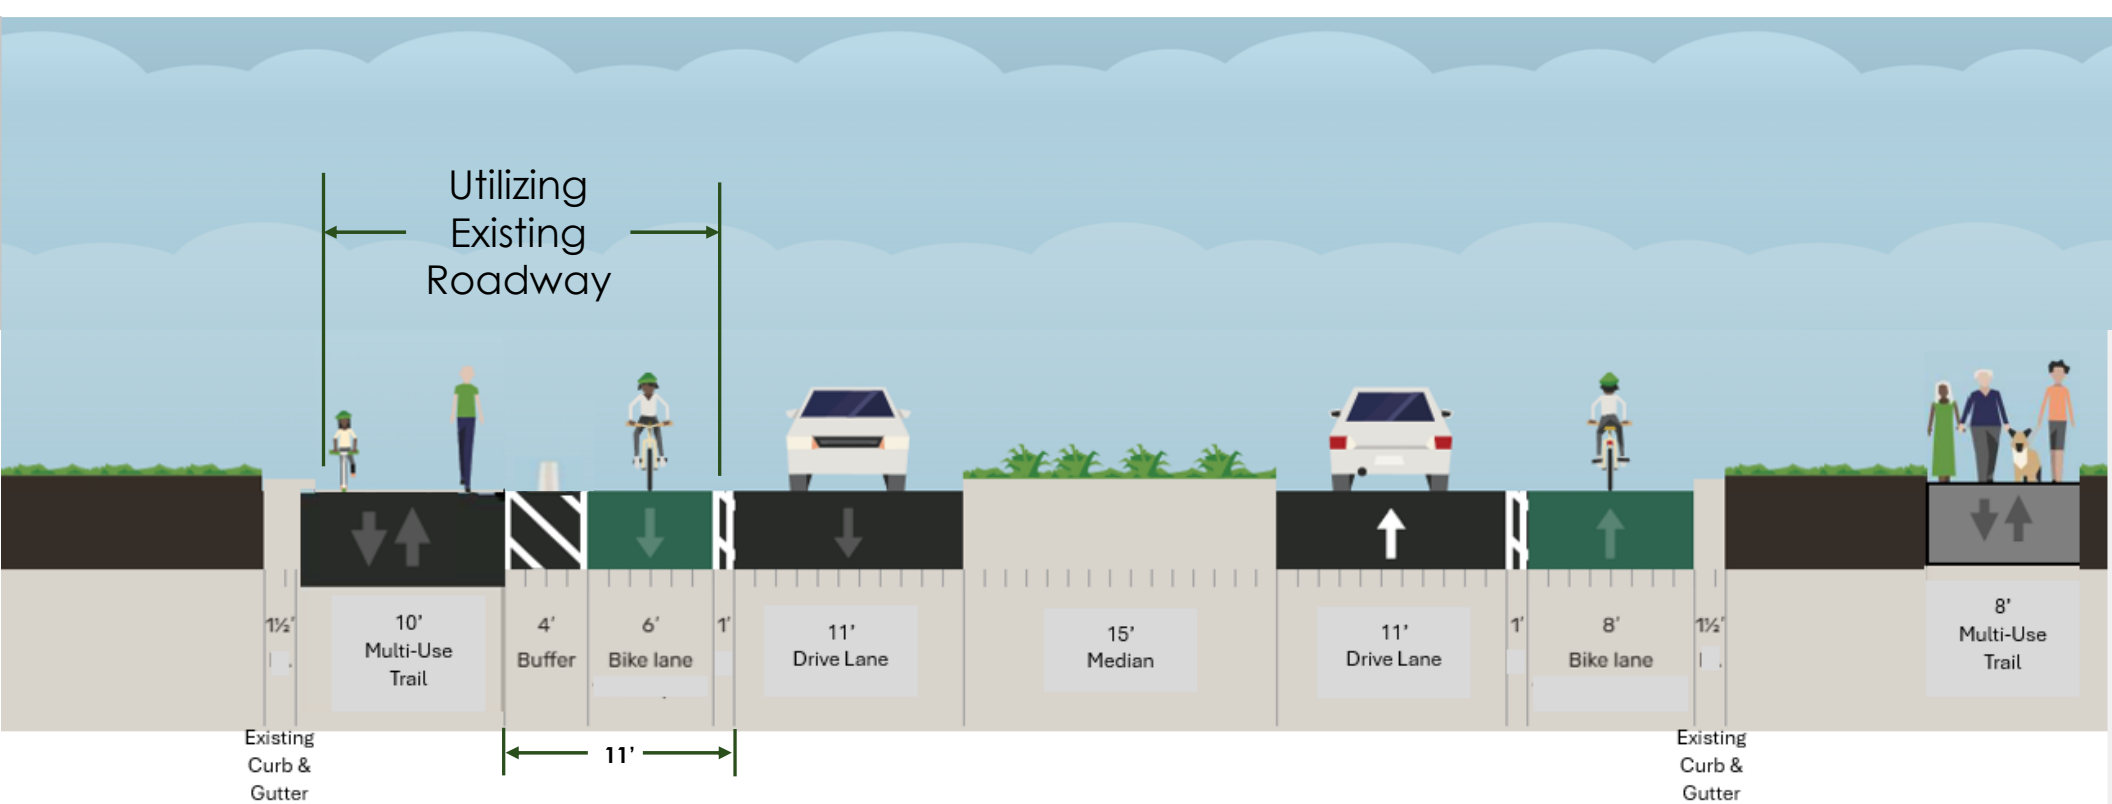 Utilizing
Existing
Roadway
1½'
10'
Multi-Use
Trail
4'
Buffer
6'
Bike lane
1'
11'
Drive Lane
15'
Median
11'
Drive Lane
1'
8'
Bike lane
1½'
8'
Multi-Use
Trail
11'
Existing
Curb &
Gutter
Existing
Curb &
Gutter